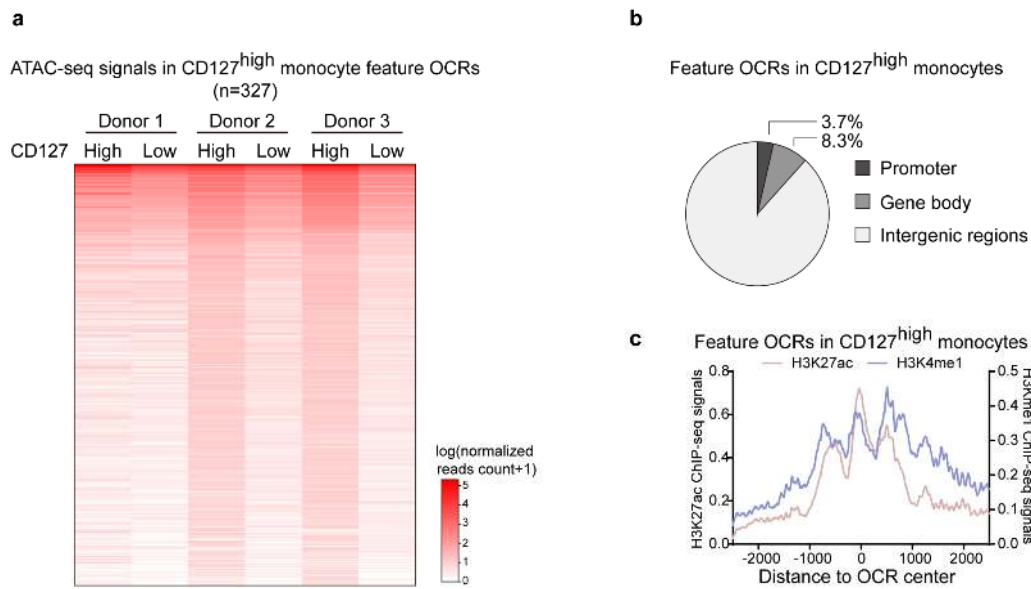 a
ATAC-seq signals in CD127high monocyte feature OCRs
(n=327)
Donor 1 Donor 2 Donor 3
CD127 High Low High Low High Low
log(normalized
reads count+1)
5
4
3
2
1
0
b
Feature OCRs in CD127high monocytes
3.7%
8.3%
Promoter
Gene body
Intergenic regions
c
Feature OCRs in CD127high monocytes
H3K27ac H3K4me1
H3K27ac ChIP-seq signals
0.8
0.6
0.4
0.2
0.0
0.5
0.4
0.3
0.2
0.1
0.0
H3Kme1 ChIP-seq signals
-2000 -1000 0 1000 2000
Distance to OCR center